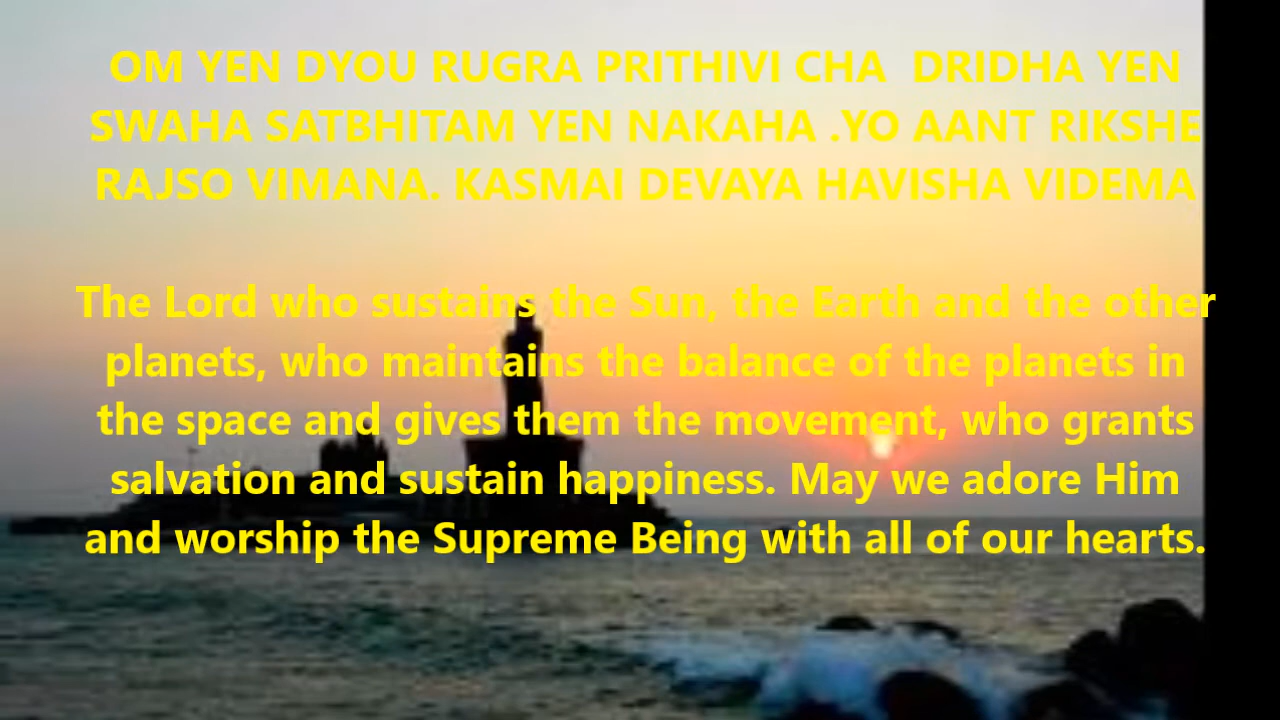 OM YEN DYOU RUGRA PRITHIVI CHA  DRIDHA YEN
SWAHA SATBHITAM YEN NAKAHA .YO AANT RIKSHE
RAJSO VIMANA. KASMAI DEVAYA HAVISHA VIDEMA
The Lord who sustains the Sun, the Earth and the other
planets, who maintains the balance of the planets in
the space and gives them the movement, who grants
salvation and sustain happiness. May we adore Him
and worship the Supreme Being with all of our hearts.